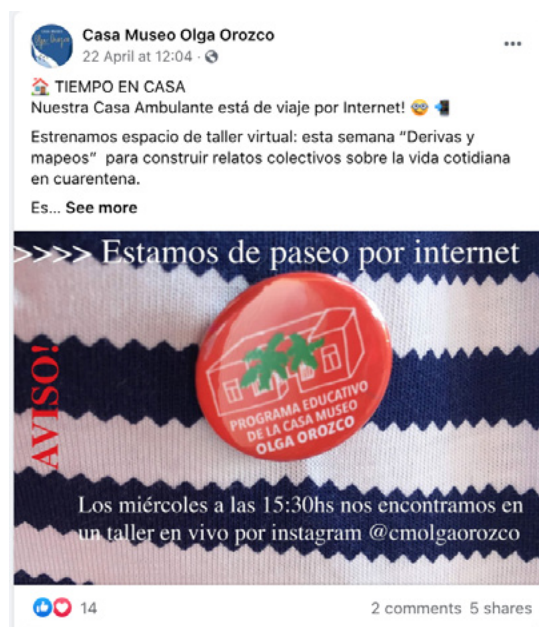 Casa Museo Olga Orozco
22 April at 12:04 ·
TIEMPO EN CASA
Nuestra Casa Ambulante está de viaje por Internet!
Estrenamos espacio de taller virtual: esta semana “Derivas y
mapeos” para construir relatos colectivos sobre la vida cotidiana
en cuarentena.
Es... See more
>>>> Estamos de paseo por internet
AVISO!
PROGRAMA EDUCATIVO
DE LA CASA MUSEO
OLGA OROZCO
Los miércoles a las 15:30hs nos encontramos en
un taller en vivo por instagram @cmolgaorozco
14
2 comments 5 shares